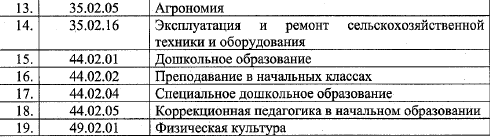 13. 35.02.05 Агрономия
14. 35.02.16 Эксплуатация и ремонт сельскохозяйственной
техники и оборудования
15. 44.02.01 Дошкольное образование
16. 44.02.02 Преподавание в начальных классах
17. 44.02.04 Специальное дошкольное образование
18. 44.02.05 Коррекционная педагогика в начальном образовании
19. 49.02.01 Физическая культура